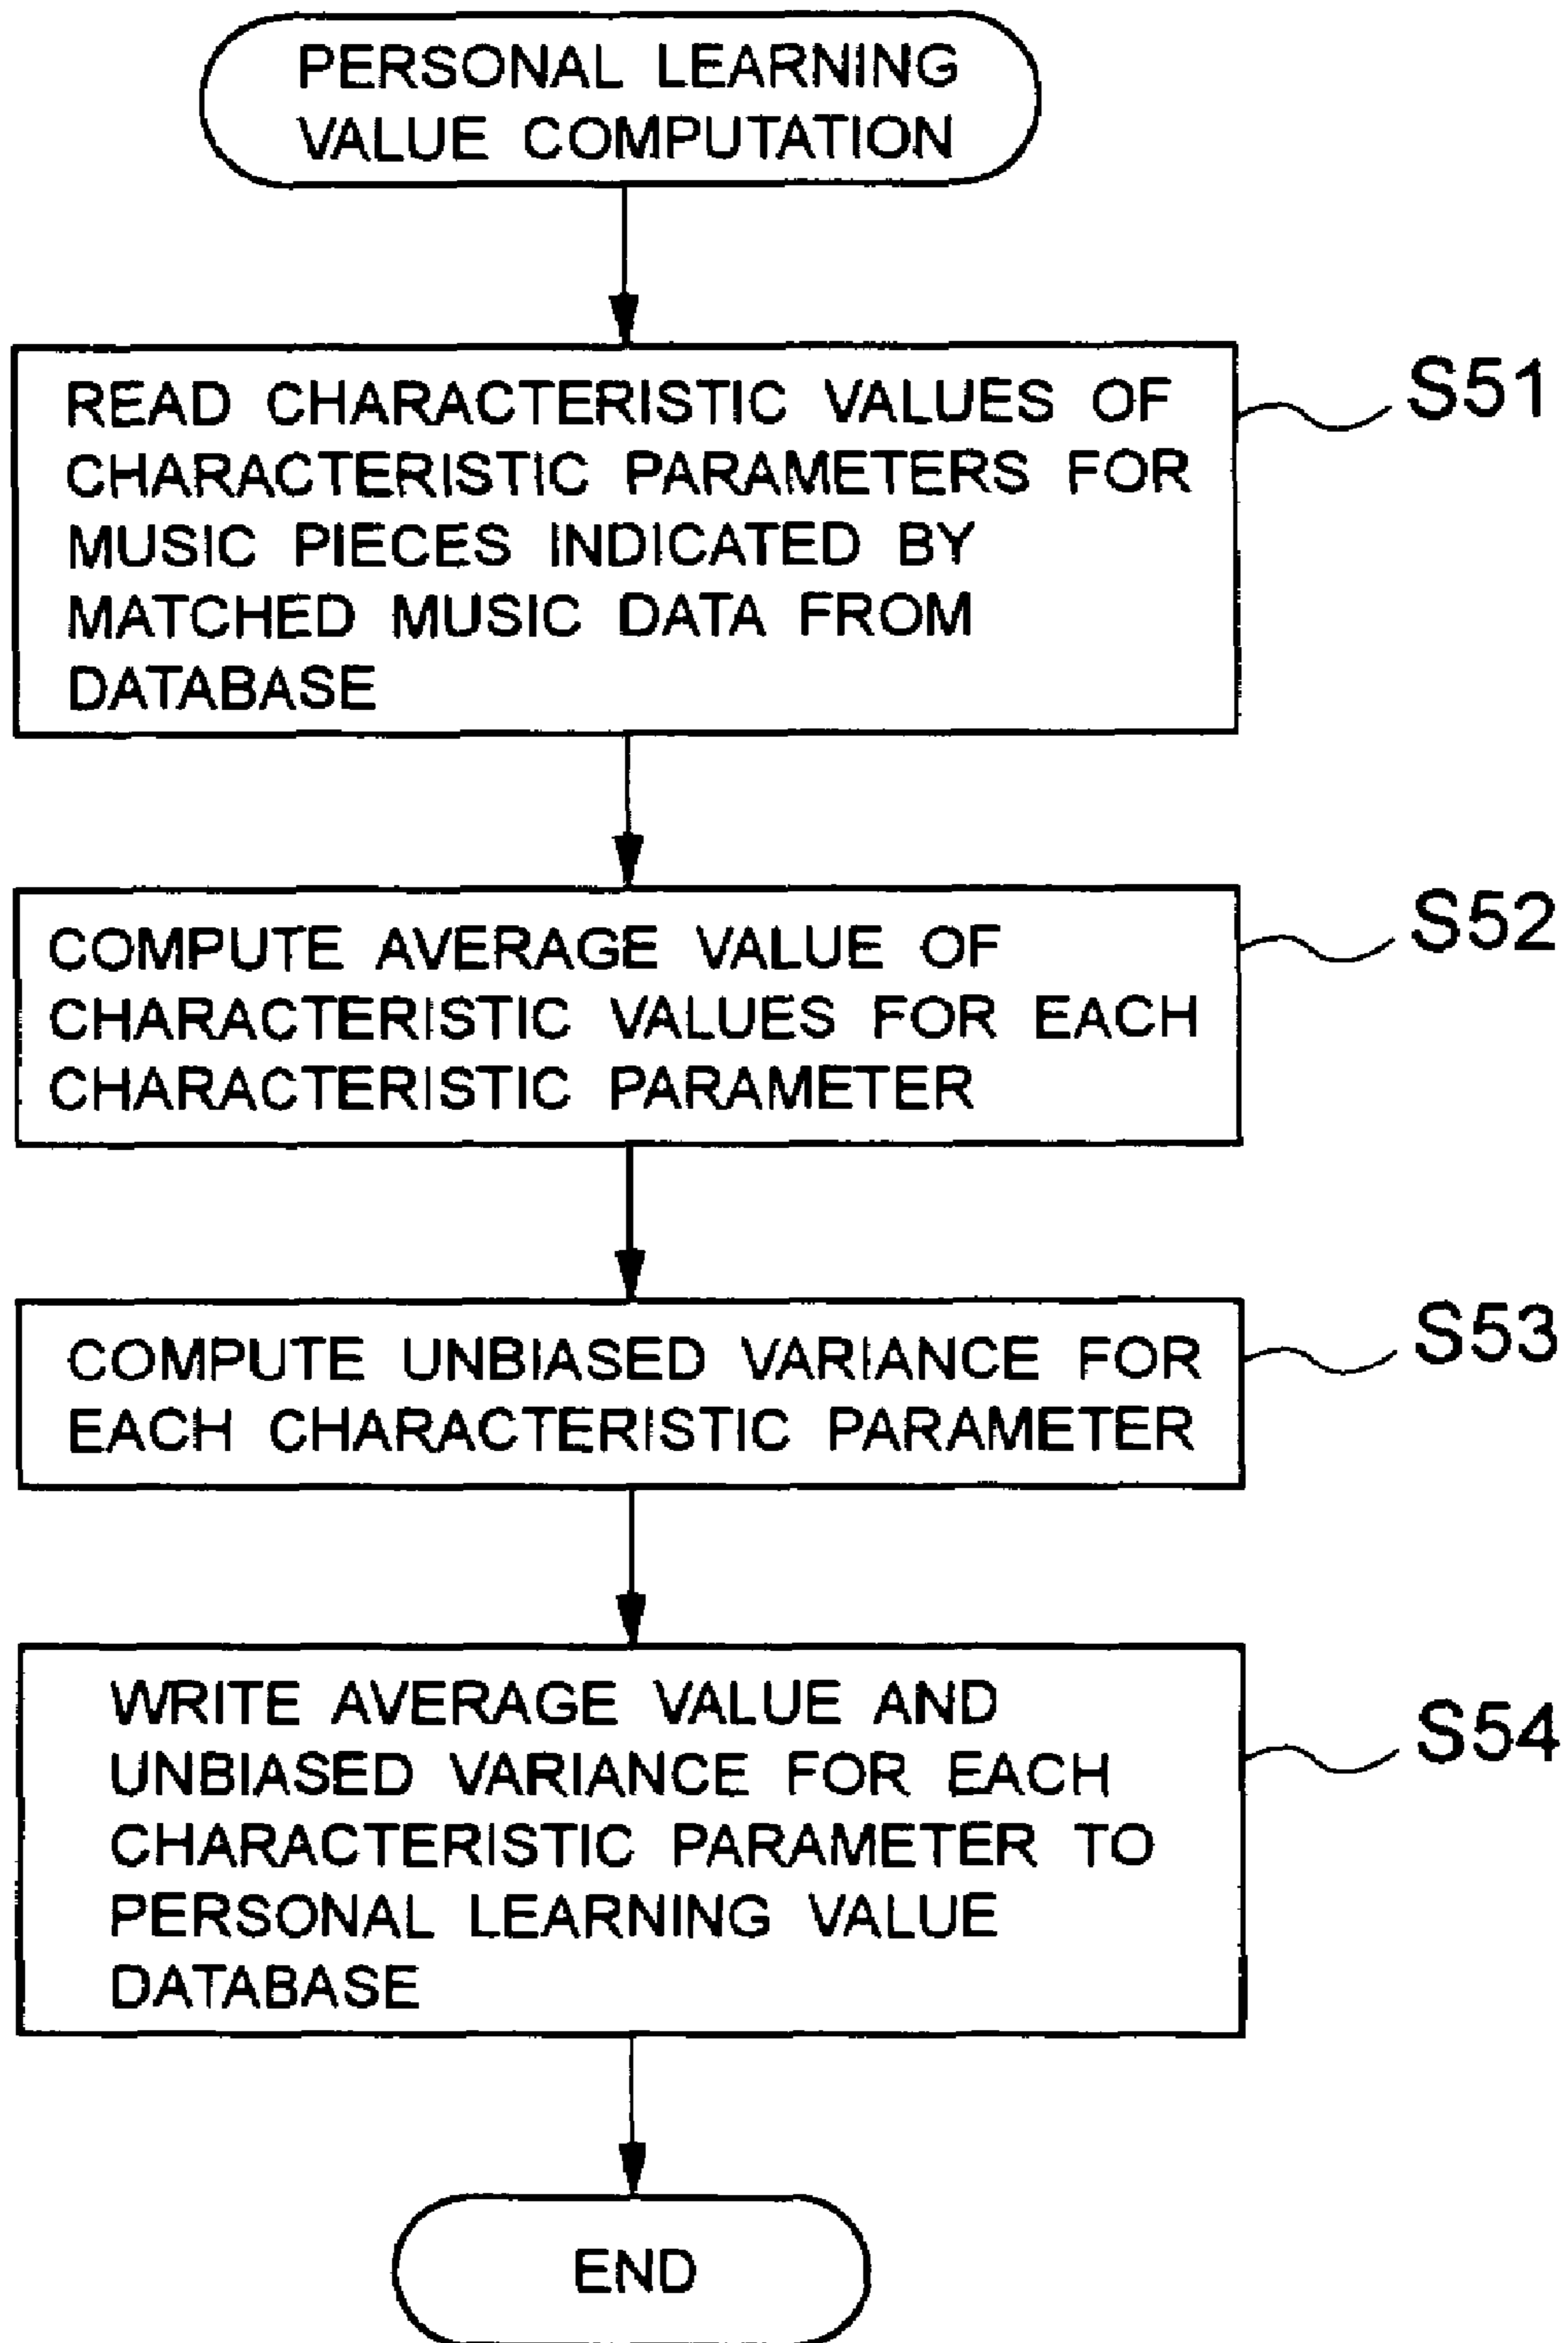 PERSONAL LEARNING
VALUE COMPUTATION
READ CHARACTERISTIC VALUES OF
CHARACTERISTIC PARAMETERS FOR
MUSIC PIECES INDICATED BY
MATCHED MUSIC DATA FROM
DATABASE
S51
COMPUTE AVERAGE VALUE OF
CHARACTERISTIC VALUES FOR EACH
CHARACTERISTIC PARAMETER
S52
COMPUTE UNBIASED VARIANCE FOR
EACH CHARACTERISTIC PARAMETER
S53
WRITE AVERAGE VALUE AND
UNBIASED VARIANCE FOR EACH
CHARACTERISTIC PARAMETER TO
PERSONAL LEARNING VALUE
DATABASE
S54
END